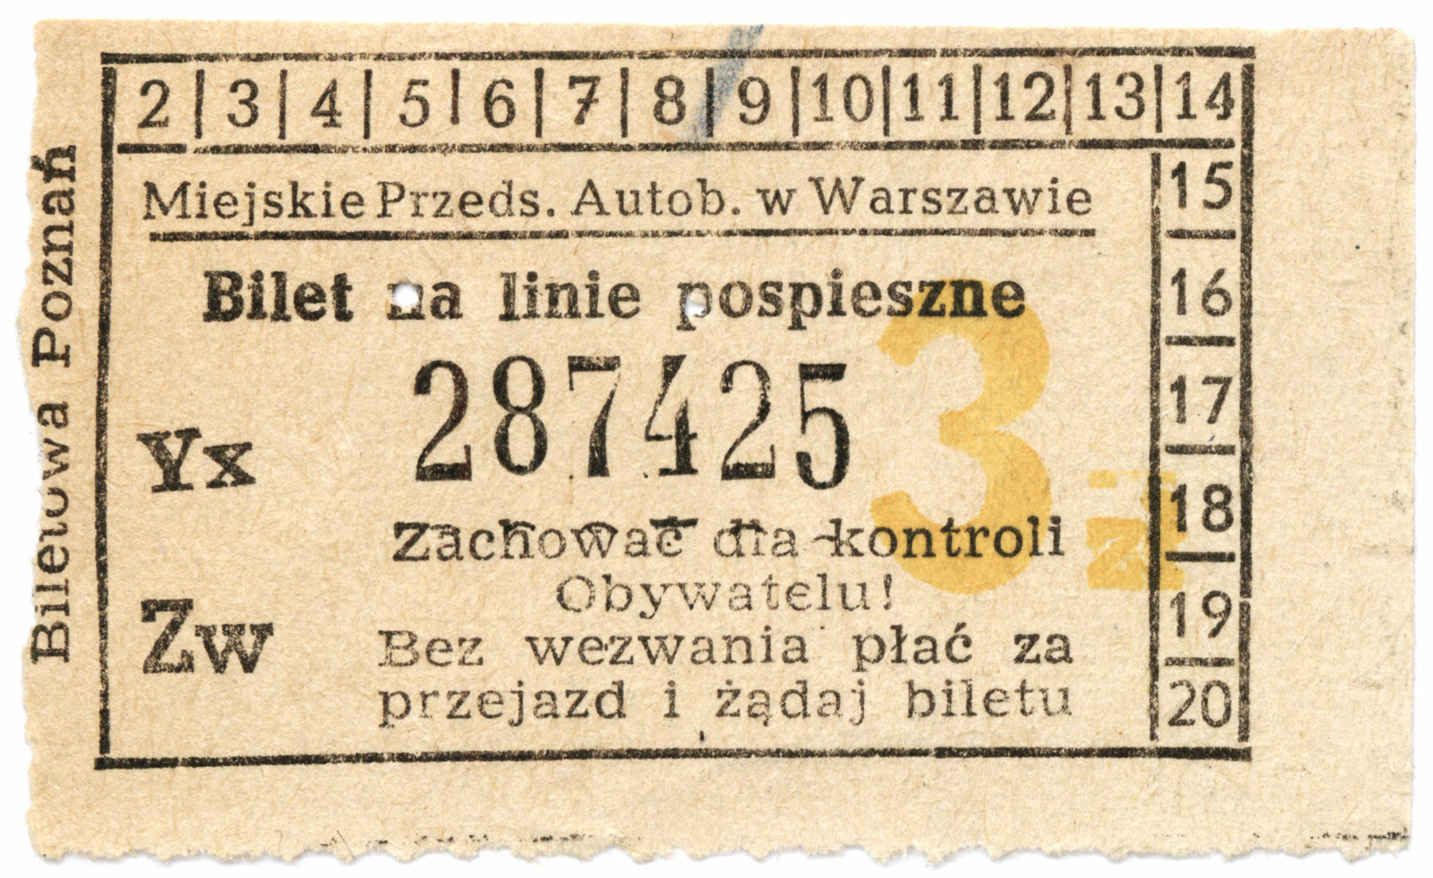 2 | 3 | 4 | 5 | 6 | 7 | 8 | 9 | 10 | 11 | 12 | 13 | 14
Miejskie Przeds. Autob. w Warszawie
Bilet na linie pospieszne
287425
3 zł
Yx
Zachować dla kontroli
Obywatelu!
Zw
Bez wezwania płać za
przejazd i żądaj biletu
15
16
17
18
19
20
Biletowa Poznań